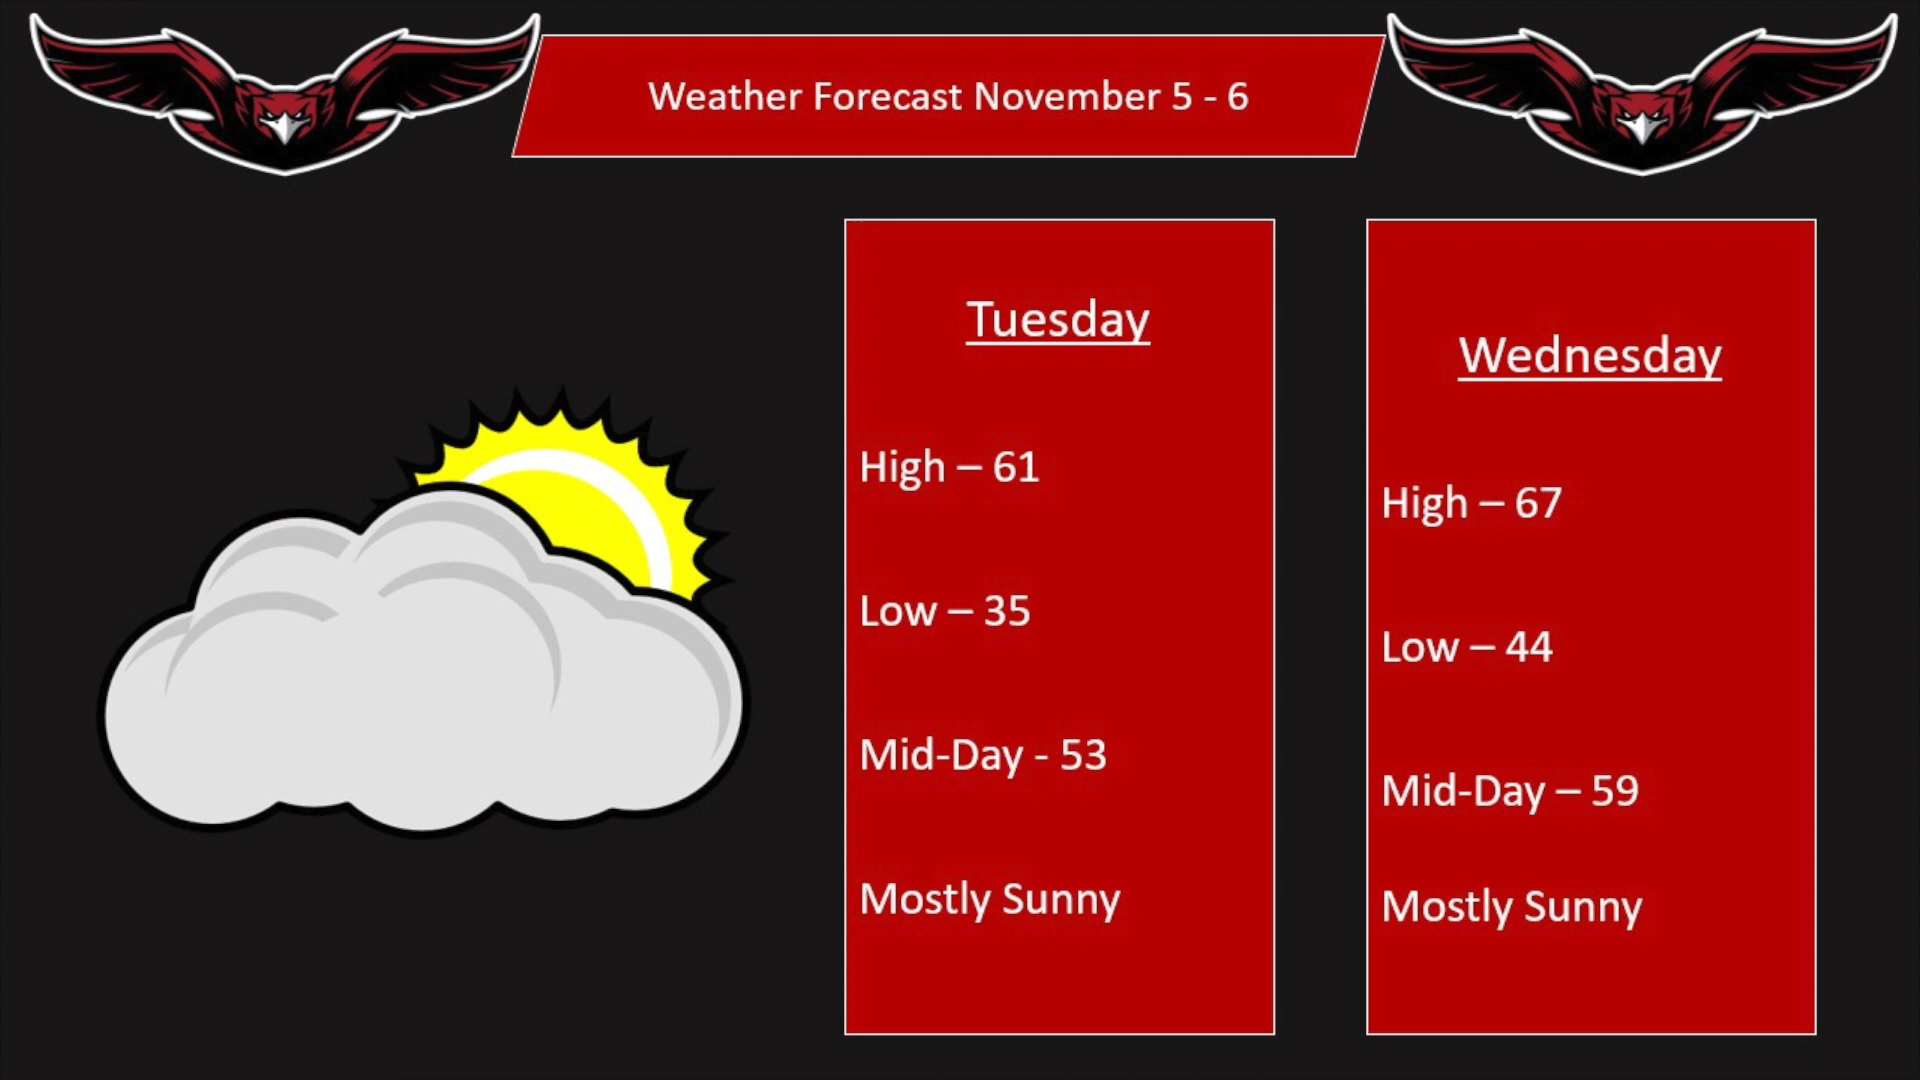 Weather Forecast November 5 - 6
Tuesday
High – 61
Low – 35
Mid-Day - 53
Mostly Sunny
Wednesday
High – 67
Low – 44
Mid-Day – 59
Mostly Sunny